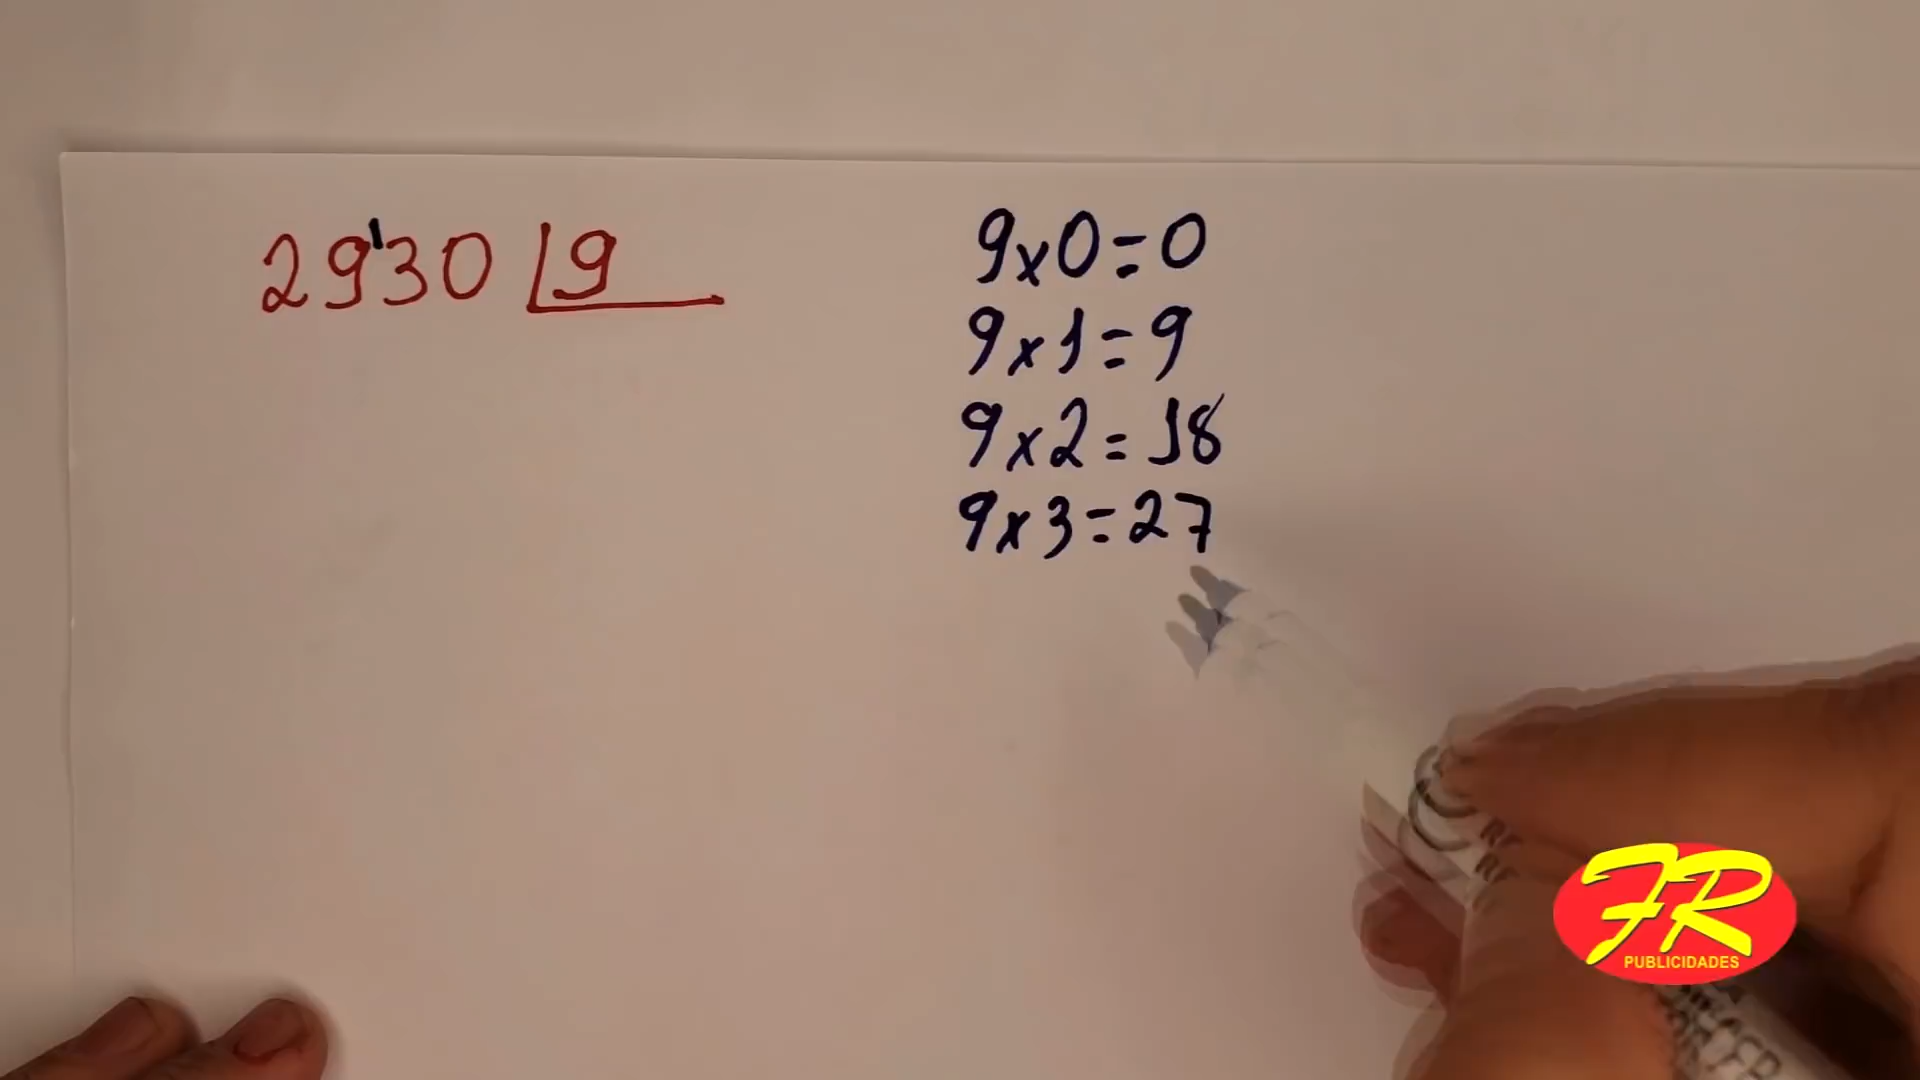 29'30 9
9x0=0
9x1=9
9x2=18
9x3=27
FR
PUBLICIDADES